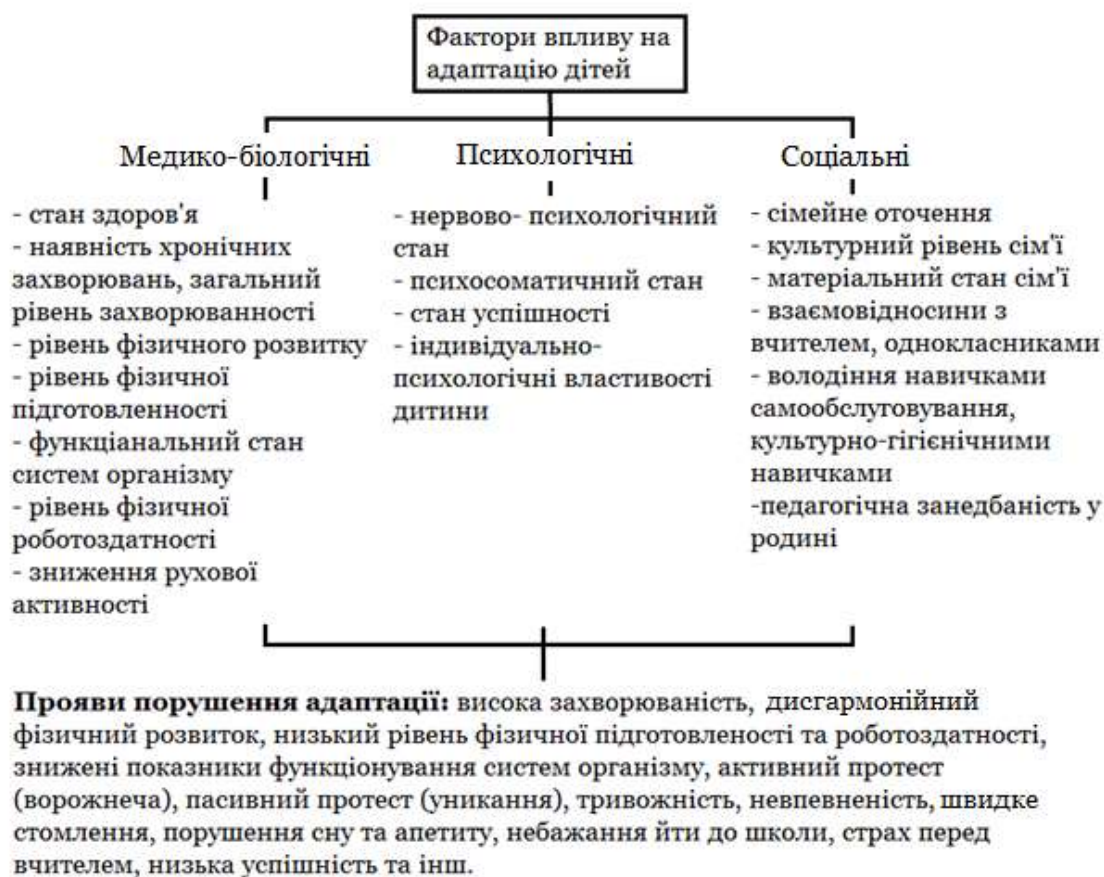 Фактори впливу на
адаптацію дітей
Медико-біологічні
- стан здоров'я
- наявність хронічних
захворювань, загальний
рівень захворюванності
- рівень фізичного розвитку
- рівень фізичної
підготовленності
- функціанальний стан
систем організму
- рівень фізичної
роботоздатності
- зниження рухової
активності
Психологічні
- нервово- психологічний
стан
- психосоматичний стан
- стан успішності
- індивідуально-
психологічні властивості
дитини
Соціальні
- сімейне оточення
- культурний рівень сім'ї
- матеріальний стан сім'ї
- взаємовідносини з
вчителем, однокласниками
- володіння навичками
самообслуговування,
культурно-гігієнічними
навичками
-педагогічна занедбаність у
родині
Прояви порушення адаптації: висока захворюваність, дисгармонійний
фізичний розвиток, низький рівень фізичної підготовленості та роботоздатності,
знижені показники функціонування систем організму, активний протест
(ворожнеча), пасивний протест (уникання), тривожність, невпевненість, швидке
стомлення, порушення сну та апетиту, небажання йти до школи, страх перед
вчителем, низька успішність та інш.